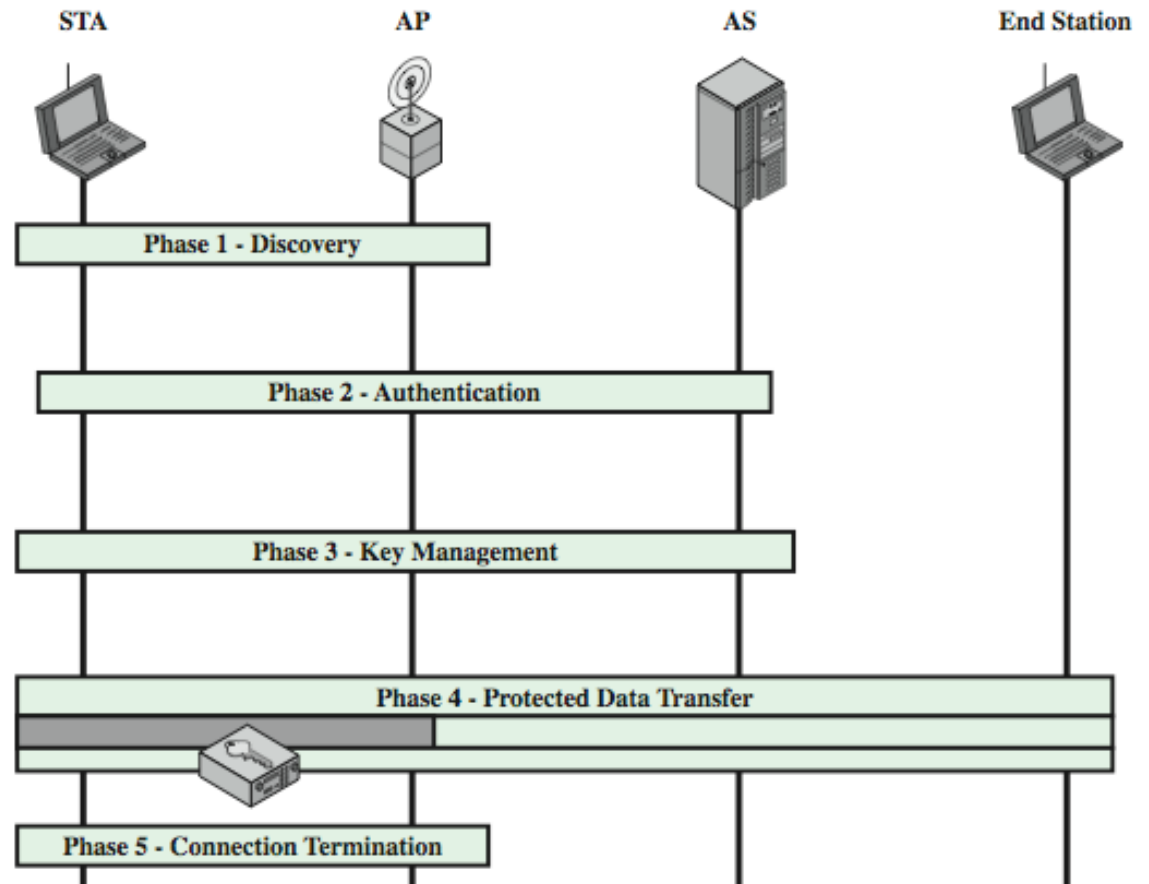 STA AP AS End Station
Phase 1 - Discovery
Phase 2 - Authentication
Phase 3 - Key Management
Phase 4 - Protected Data Transfer
Phase 5 - Connection Termination